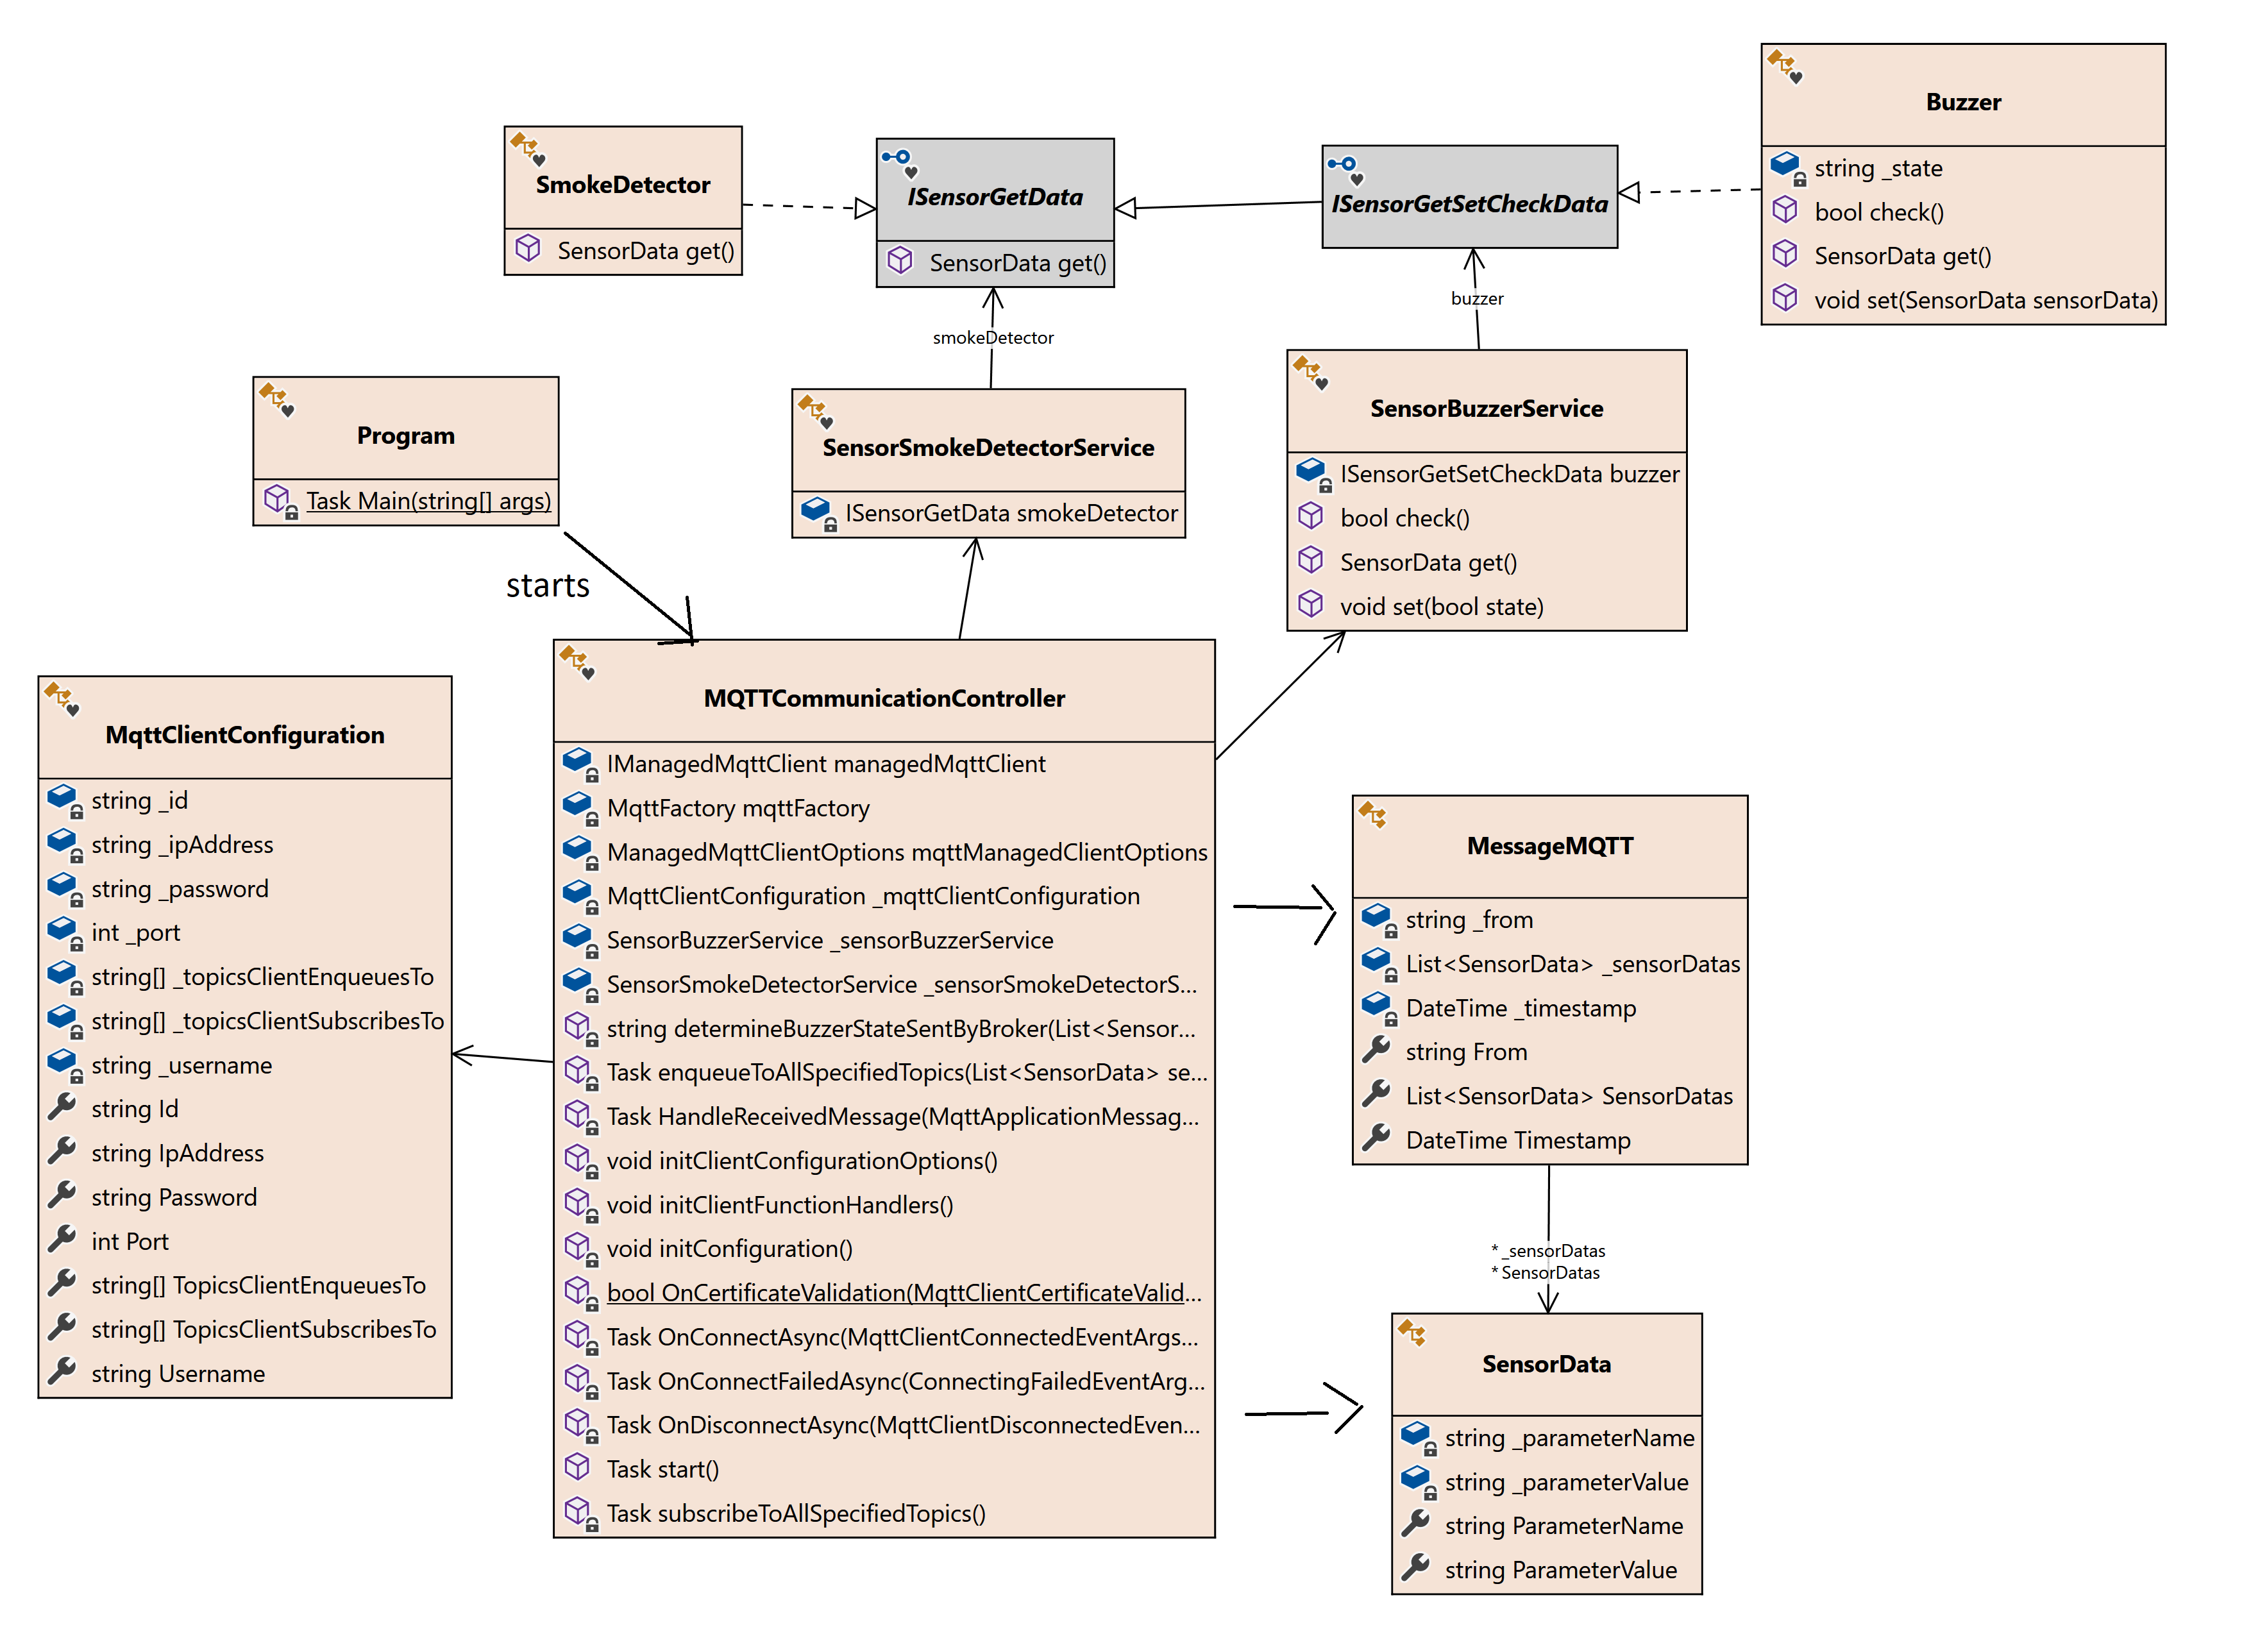 Buzzer
string _state
bool check()
SensorData get()
void set(SensorData sensorData)
SmokeDetector
SensorData get()
ISensorGetData
SensorData get()
ISensorGetSetCheckData
buzzer
smokeDetector
Program
Task Main(string[] args)
starts
SensorSmokeDetectorService
ISensorGetData smokeDetector
SensorBuzzerService
ISensorGetSetCheckData buzzer
bool check()
SensorData get()
void set(bool state)
MqttClientConfiguration
string _id
string _ipAddress
string _password
int _port
string[] _topicsClientEnqueuesTo
string[] _topicsClientSubscribesTo
string _username
string Id
string IpAddress
string Password
int Port
string[] TopicsClientEnqueuesTo
string[] TopicsClientSubscribesTo
string Username
MQTTCommunicationController
IManagedMqttClient managedMqttClient
MqttFactory mqttFactory
ManagedMqttClientOptions mqttManagedClientOptions
MqttClientConfiguration _mqttClientConfiguration
SensorBuzzerService _sensorBuzzerService
SensorSmokeDetectorService _sensorSmokeDetectorS...
string determineBuzzerStateSentByBroker(List<Sensor...
Task enqueueToAllSpecifiedTopics(List<SensorData> se...
Task HandleReceivedMessage(MqttApplicationMessag...
void initClientConfigurationOptions()
void initClientFunctionHandlers()
void initConfiguration()
bool OnCertificateValidation(MqttClientCertificateValid...
Task OnConnectAsync(MqttClientConnectedEventArgs...
Task OnConnectFailedAsync(ConnectingFailedEventArg...
Task OnDisconnectAsync(MqttClientDisconnectedEven...
Task start()
Task subscribeToAllSpecifiedTopics()
MessageMQTT
string _from
List<SensorData> _sensorDatas
DateTime _timestamp
string From
List<SensorData> SensorDatas
DateTime Timestamp
* _sensorDatas
* SensorDatas
SensorData
string _parameterName
string _parameterValue
string ParameterName
string ParameterValue